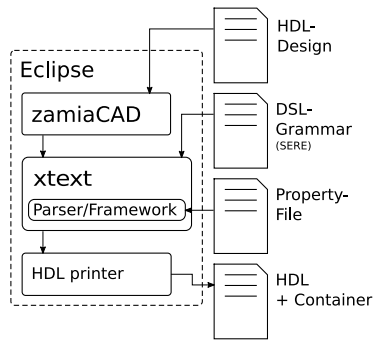 HDL-
Design
Eclipse
zamiaCAD
DSL-
Grammar
(SERE)
xtext
Parser/Framework
Property-
File
HDL printer
HDL
+ Container